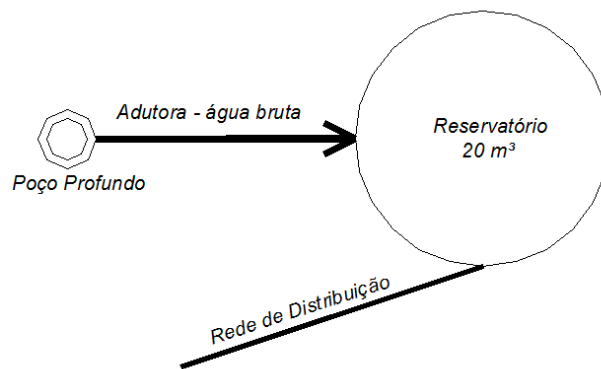 Adutora - água bruta
Poço Profundo
Reservatório
20 m³
Rede de Distribuição